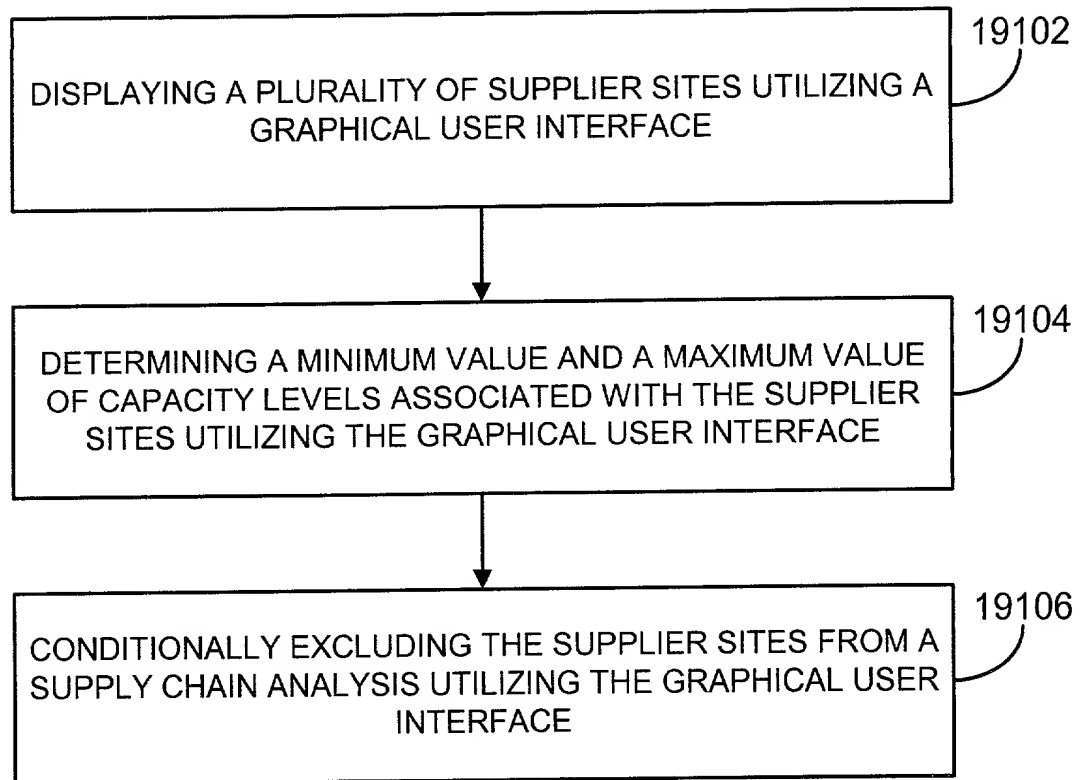 19102
DISPLAYING A PLURALITY OF SUPPLIER SITES UTILIZING A
GRAPHICAL USER INTERFACE
19104
DETERMINING A MINIMUM VALUE AND A MAXIMUM VALUE
OF CAPACITY LEVELS ASSOCIATED WITH THE SUPPLIER
SITES UTILIZING THE GRAPHICAL USER INTERFACE
19106
CONDITIONALLY EXCLUDING THE SUPPLIER SITES FROM A
SUPPLY CHAIN ANALYSIS UTILIZING THE GRAPHICAL USER
INTERFACE